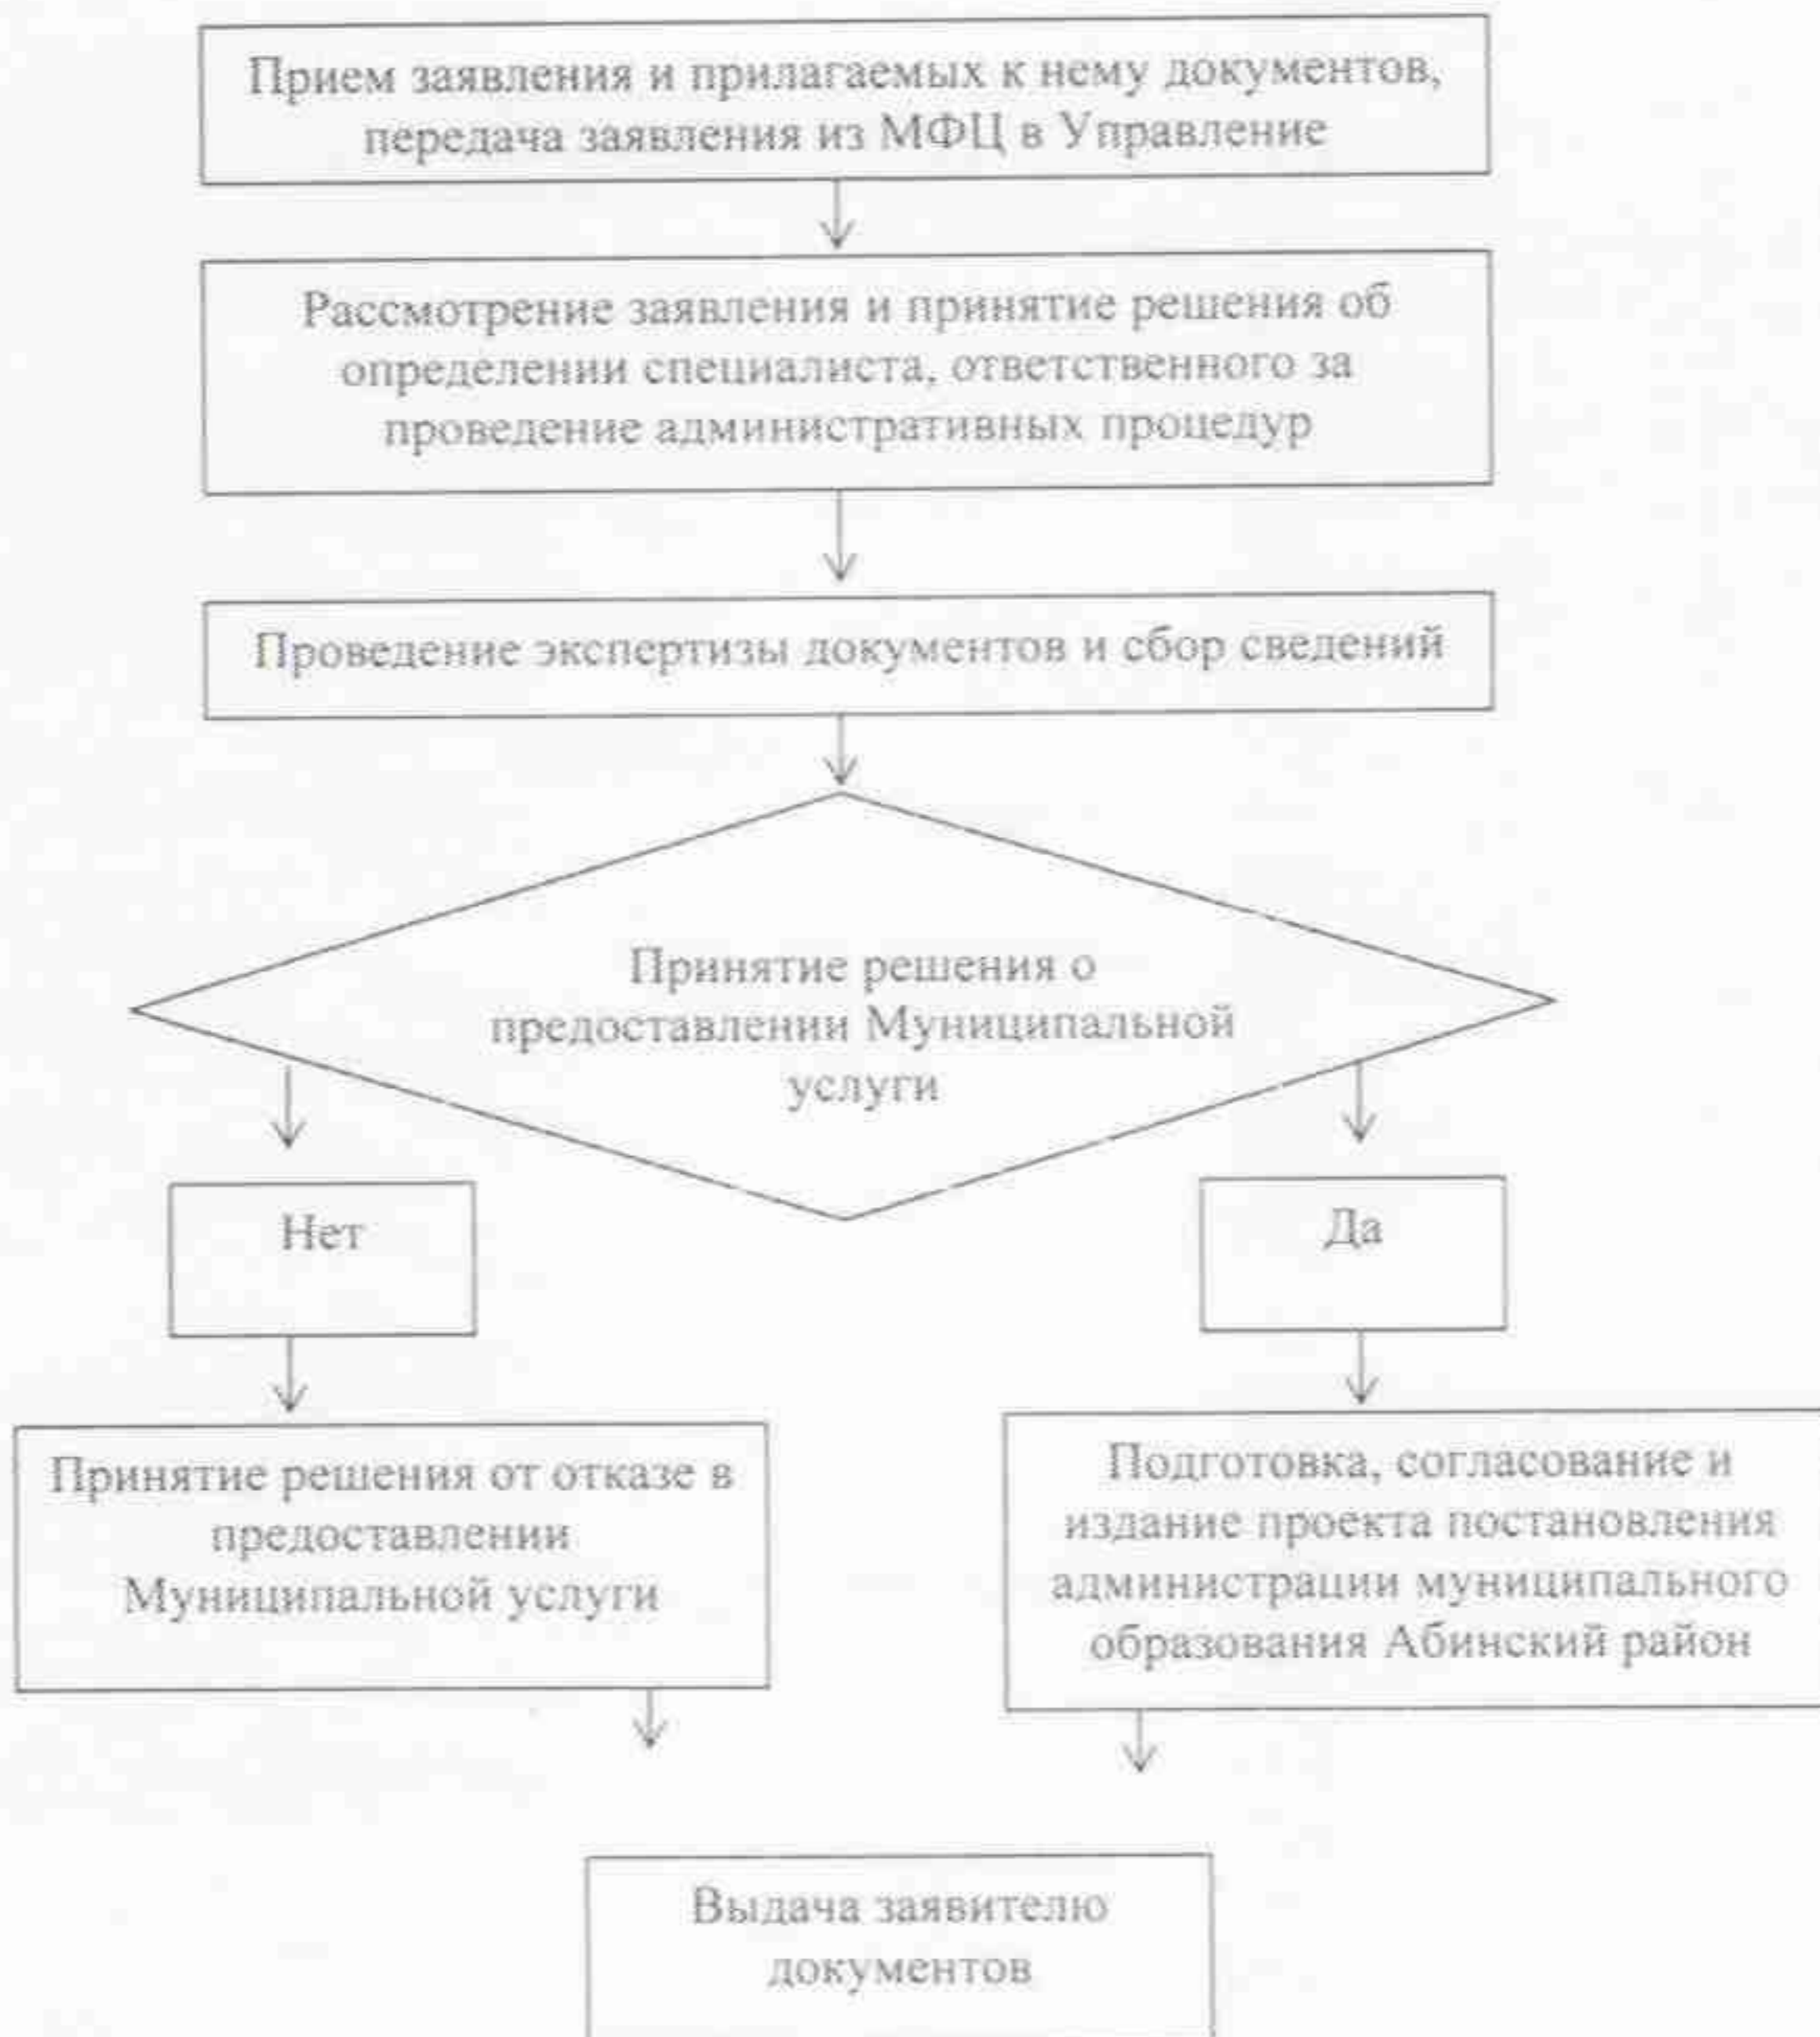 Прием заявления и прилагаемых к нему документов,
передача заявления из МФЦ в Управление
Рассмотрение заявления и принятие решения об
определении специалиста, ответственного за
проведение административных процедур
Проведение экспертизы документов и сбор сведений
Принятие решения о
предоставлении Муниципальной
услуги
Нет
Да
Принятие решения от отказе в
предоставлении
Муниципальной услуги
Подготовка, согласование и
издание проекта постановления
администрации муниципального
образования Абинский район
Выдача заявителю
документов